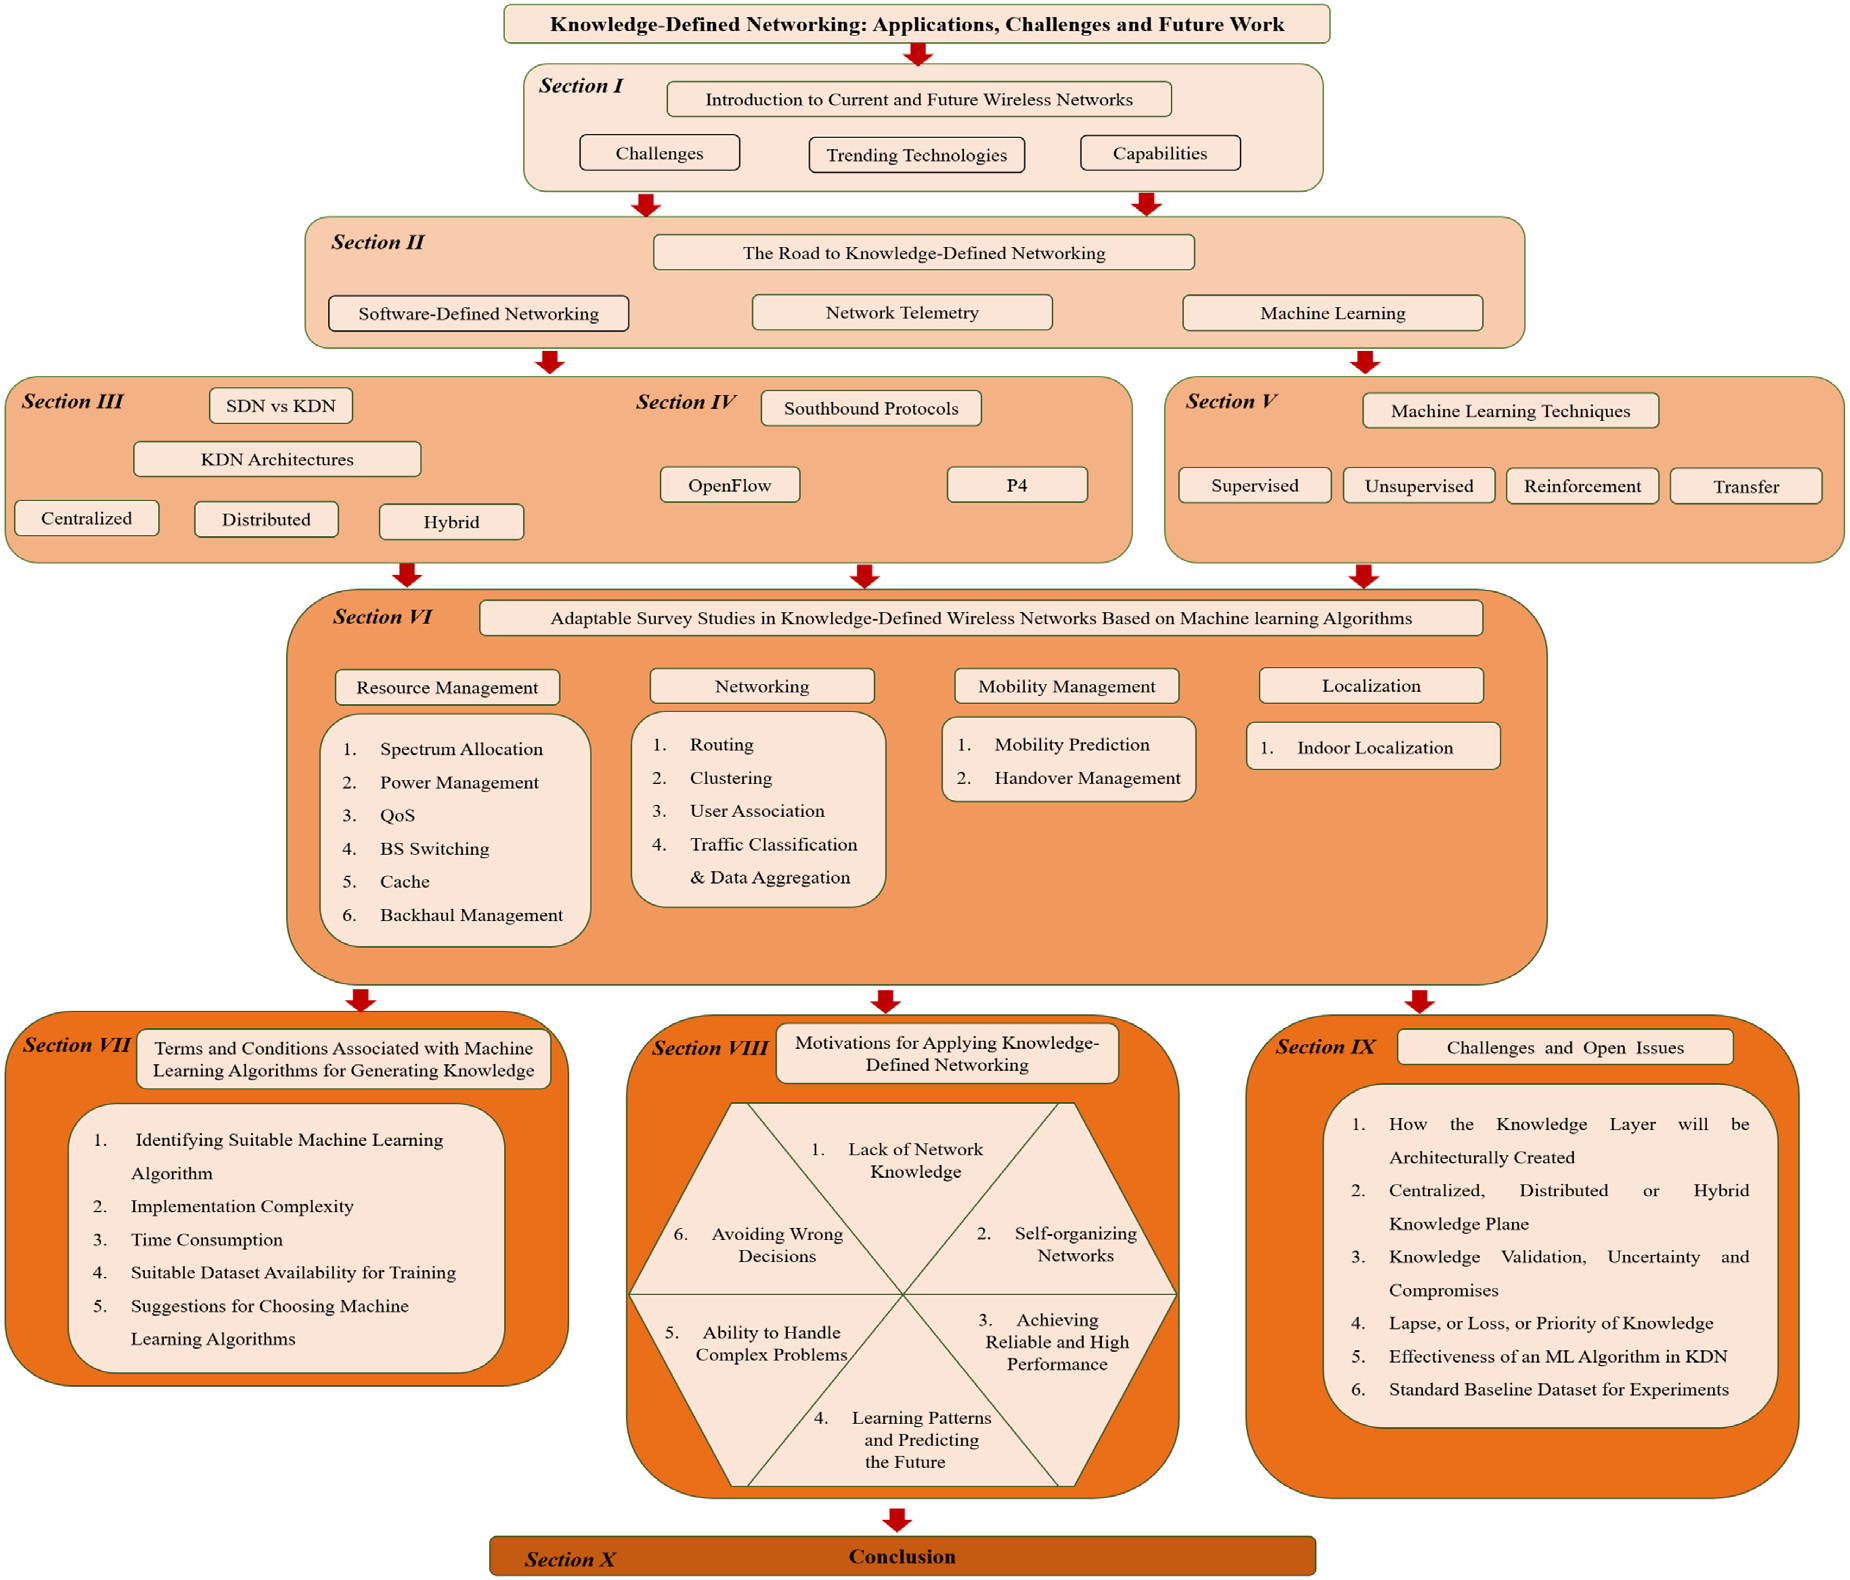 Knowledge-Defined Networking: Applications, Challenges and Future Work
Section I
Introduction to Current and Future Wireless Networks
Challenges
Trending Technologies
Capabilities
Section II
The Road to Knowledge-Defined Networking
Software-Defined Networking
Network Telemetry
Machine Learning
Section III
SDN vs KDN
KDN Architectures
Centralized
Distributed
Hybrid
Section IV
Southbound Protocols
OpenFlow
P4
Section V
Machine Learning Techniques
Supervised
Unsupervised
Reinforcement
Transfer
Section VI
Adaptable Survey Studies in Knowledge-Defined Wireless Networks Based on Machine learning Algorithms
Resource Management
1. Spectrum Allocation
2. Power Management
3. QoS
4. BS Switching
5. Cache
6. Backhaul Management
Networking
1. Routing
2. Clustering
3. User Association
4. Traffic Classification
& Data Aggregation
Mobility Management
1. Mobility Prediction
2. Handover Management
Localization
1. Indoor Localization
Section VII
Terms and Conditions Associated with Machine
Learning Algorithms for Generating Knowledge
1. Identifying Suitable Machine Learning
Algorithm
2. Implementation Complexity
3. Time Consumption
4. Suitable Dataset Availability for Training
5. Suggestions for Choosing Machine
Learning Algorithms
Section VIII
Motivations for Applying Knowledge-
Defined Networking
1. Lack of Network
Knowledge
2. Self-organizing
Networks
3. Achieving
Reliable and High
Performance
4. Learning Patterns
and Predicting
the Future
5. Ability to Handle
Complex Problems
6. Avoiding Wrong
Decisions
Section IX
Challenges and Open Issues
1. How the Knowledge Layer will be
Architecturally Created
2. Centralized, Distributed or Hybrid
Knowledge Plane
3. Knowledge Validation, Uncertainty and
Compromises
4. Lapse, or Loss, or Priority of Knowledge
5. Effectiveness of an ML Algorithm in KDN
6. Standard Baseline Dataset for Experiments
Section X
Conclusion